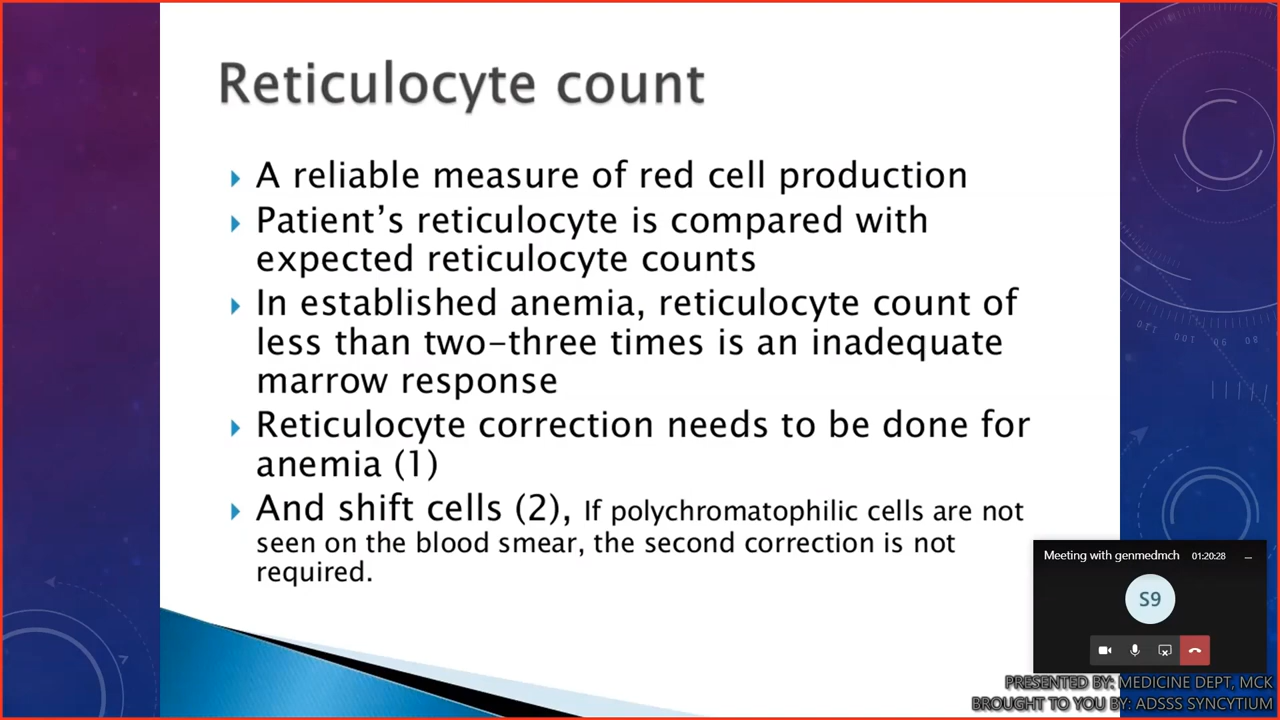 Reticulocyte count
A reliable measure of red cell production
Patient's reticulocyte is compared with
expected reticulocyte counts
In established anemia, reticulocyte count of
less than two-three times is an inadequate
marrow response
Reticulocyte correction needs to be done for
anemia (1)
And shift cells (2), If polychromatophilic cells are not
seen on the blood smear, the second correction is not
required.
Meeting with genmedmch 01:20:28
S9
PRESENTED BY: MEDICINE DEPT, MCK
BROUGHT TO YOU BY: ADSSS SYNCYTIUM
110
100 90 80